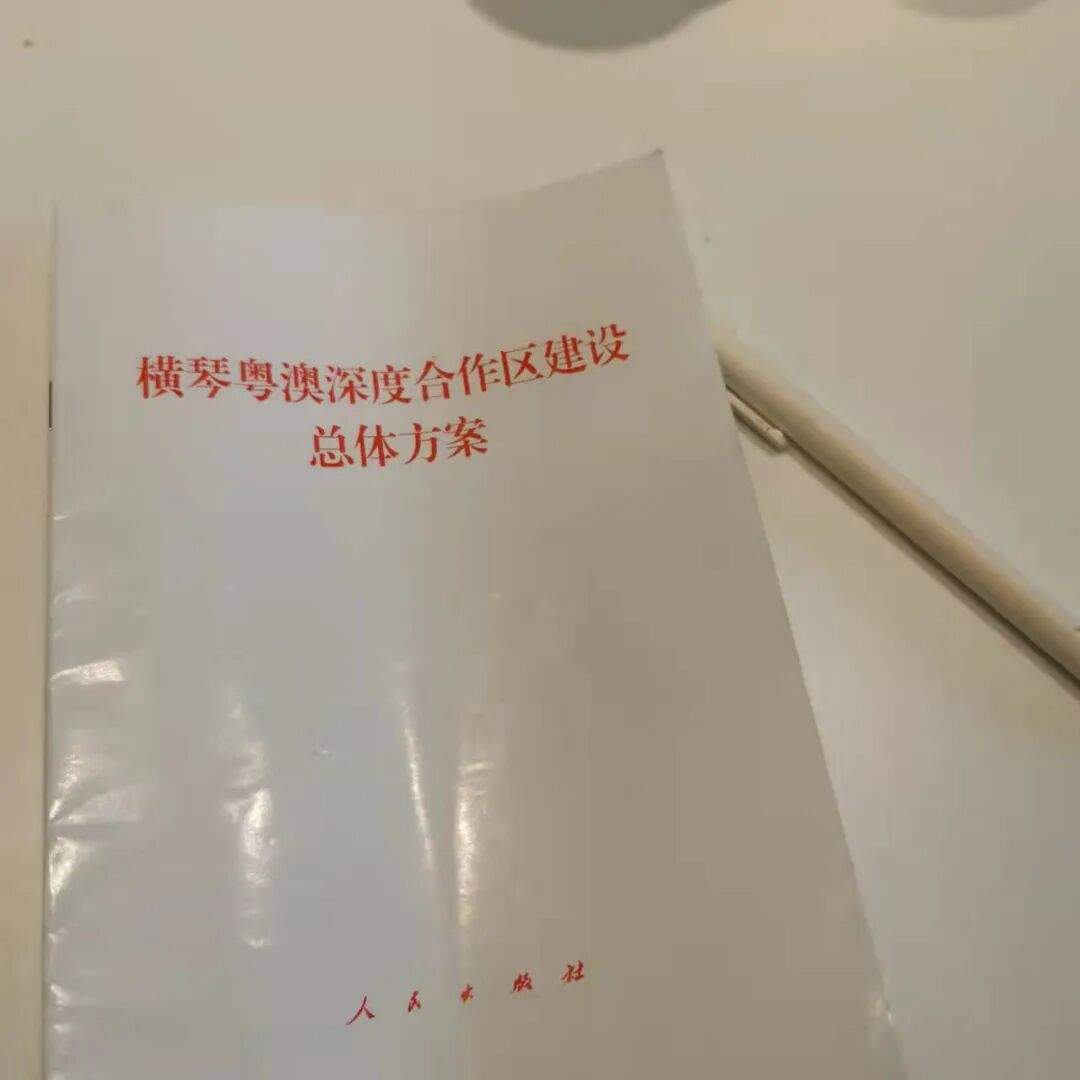 横琴粤澳深度合作区建设
总体方案
人民出版社